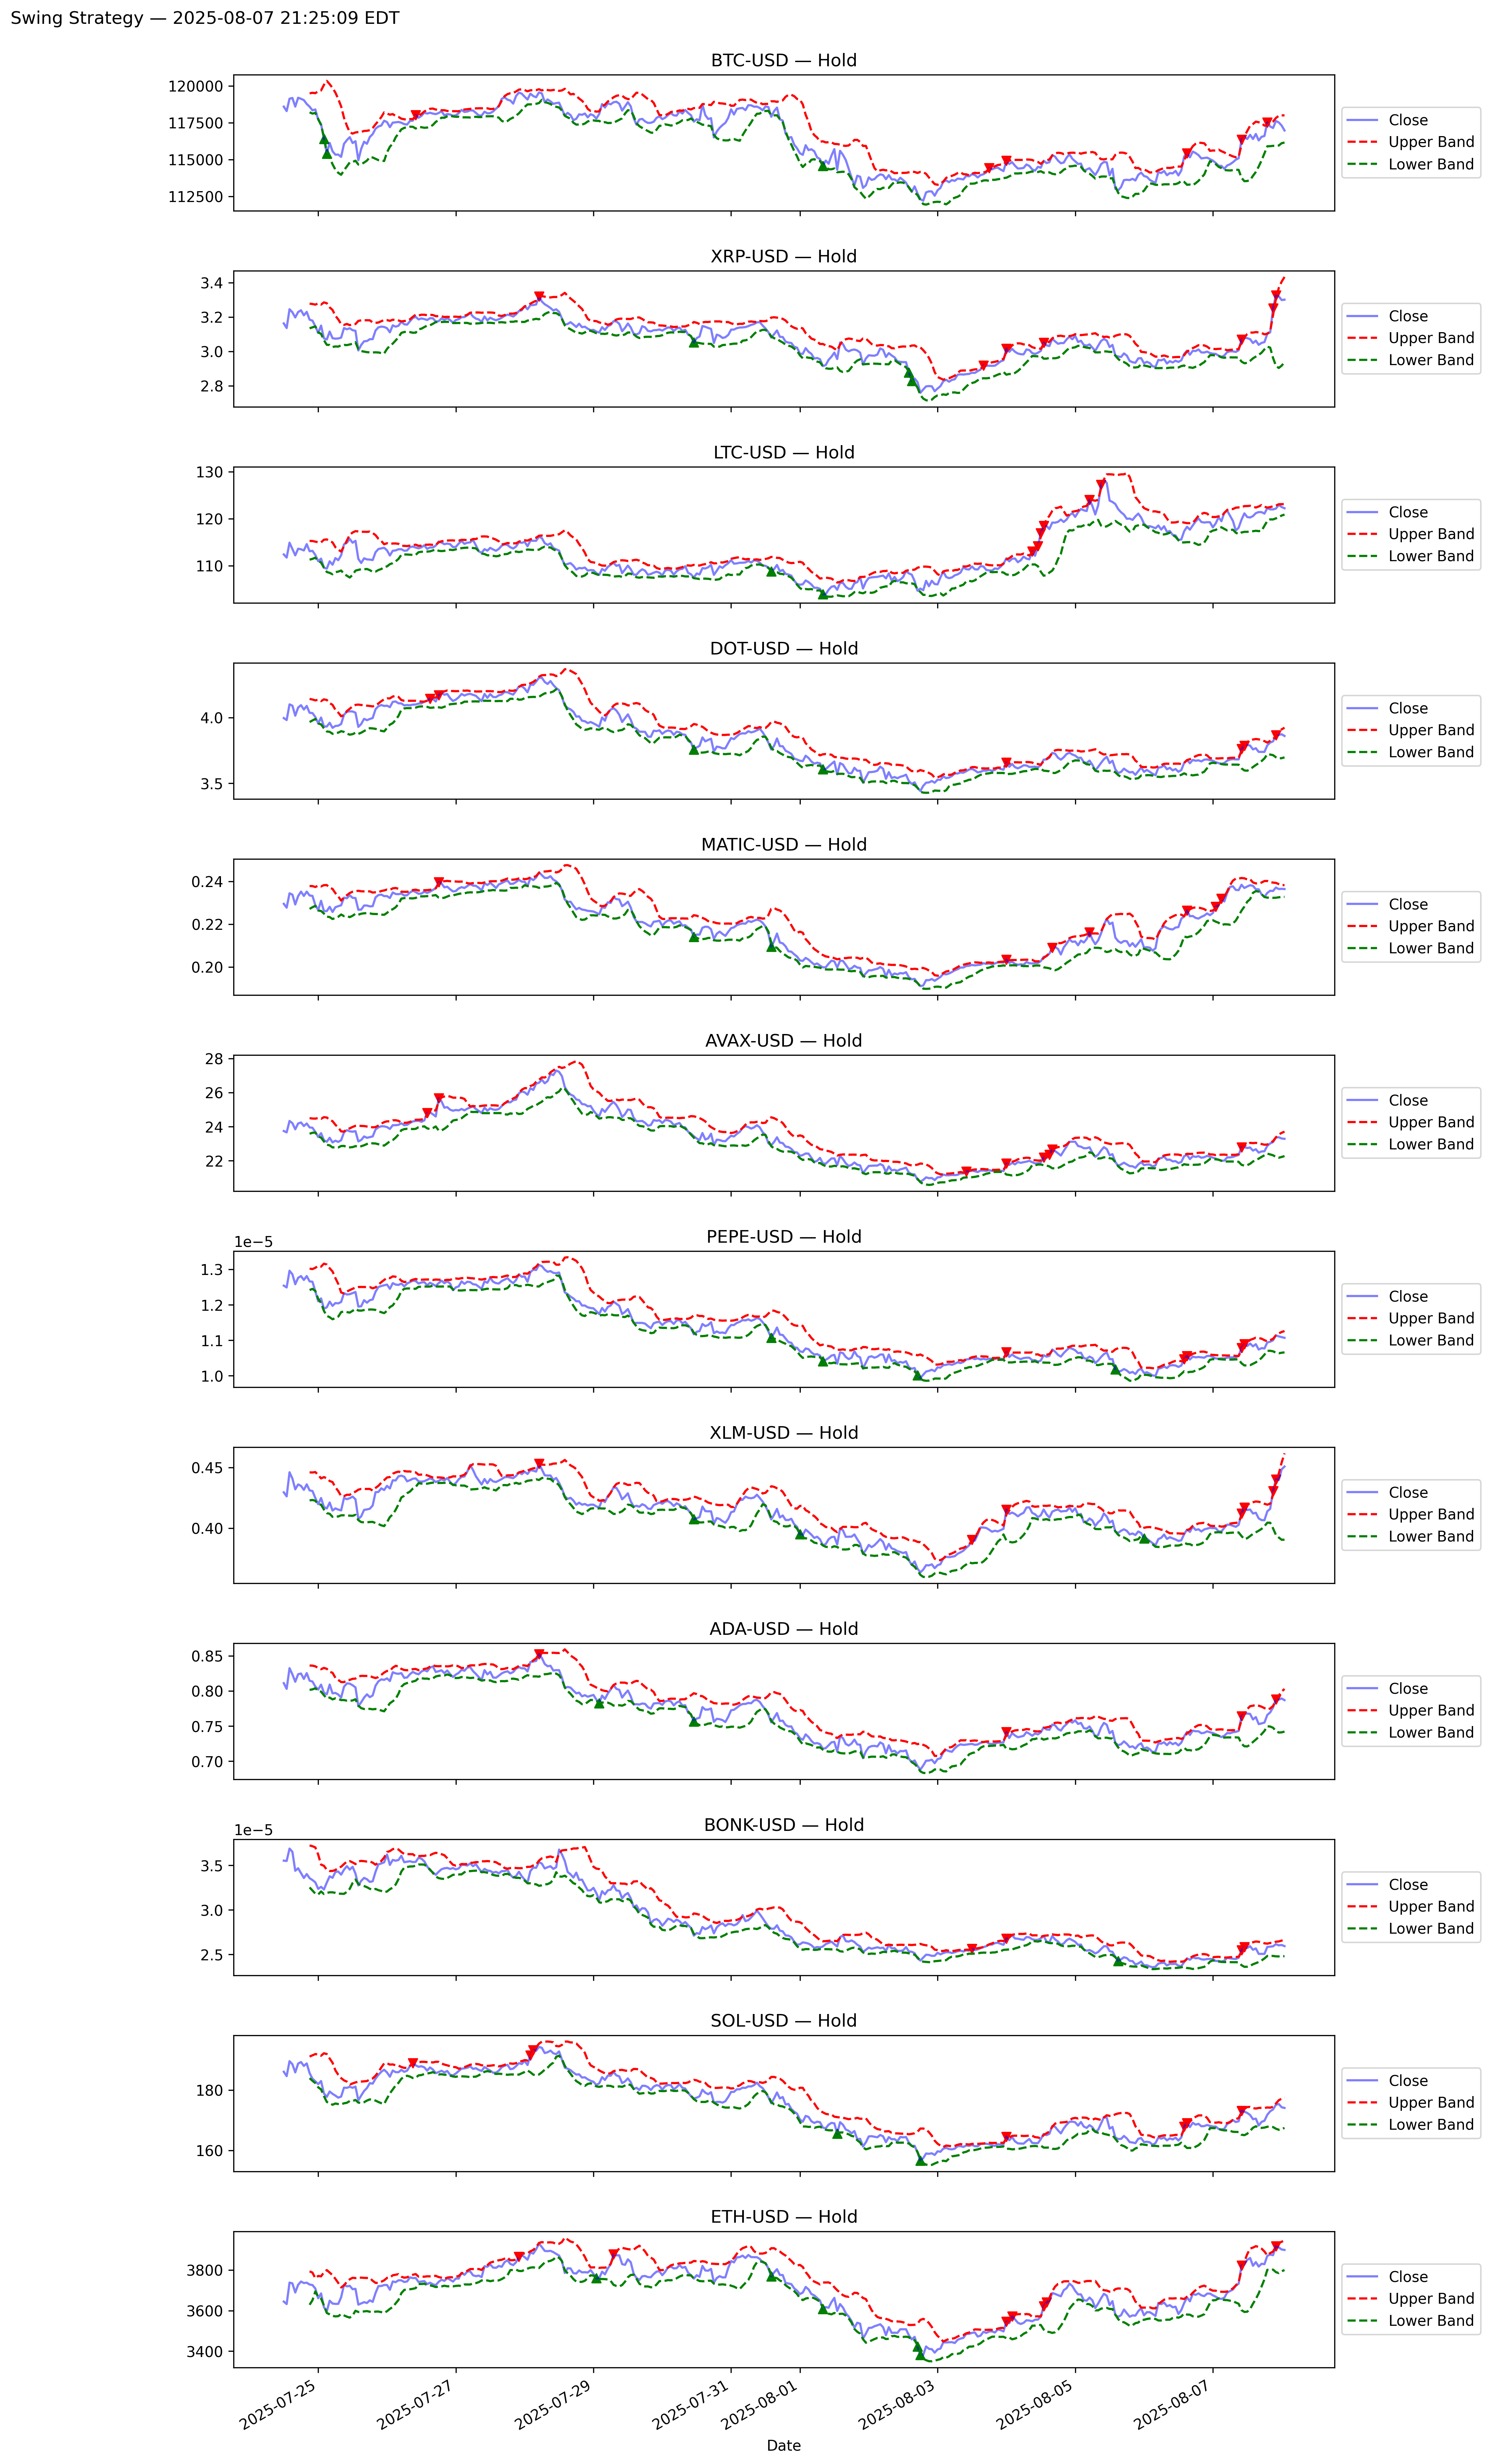 Swing Strategy — 2025-08-07 21:25:09 EDT
BTC-USD — Hold
120000
117500
115000
112500
Close
Upper Band
Lower Band
XRP-USD — Hold
3.4
3.2
3.0
2.8
Close
Upper Band
Lower Band
LTC-USD — Hold
130
120
110
Close
Upper Band
Lower Band
DOT-USD — Hold
4.0
3.5
Close
Upper Band
Lower Band
MATIC-USD — Hold
0.24
0.22
0.20
Close
Upper Band
Lower Band
AVAX-USD — Hold
28
26
24
22
Close
Upper Band
Lower Band
PEPE-USD — Hold
1e−5
1.3
1.2
1.1
1.0
Close
Upper Band
Lower Band
XLM-USD — Hold
0.45
0.40
Close
Upper Band
Lower Band
ADA-USD — Hold
0.85
0.80
0.75
0.70
Close
Upper Band
Lower Band
BONK-USD — Hold
1e−5
3.5
3.0
2.5
Close
Upper Band
Lower Band
SOL-USD — Hold
180
160
Close
Upper Band
Lower Band
ETH-USD — Hold
3800
3600
3400
Close
Upper Band
Lower Band
2025-07-25
2025-07-27
2025-07-29
2025-07-31
2025-08-01
2025-08-03
2025-08-05
2025-08-07
Date